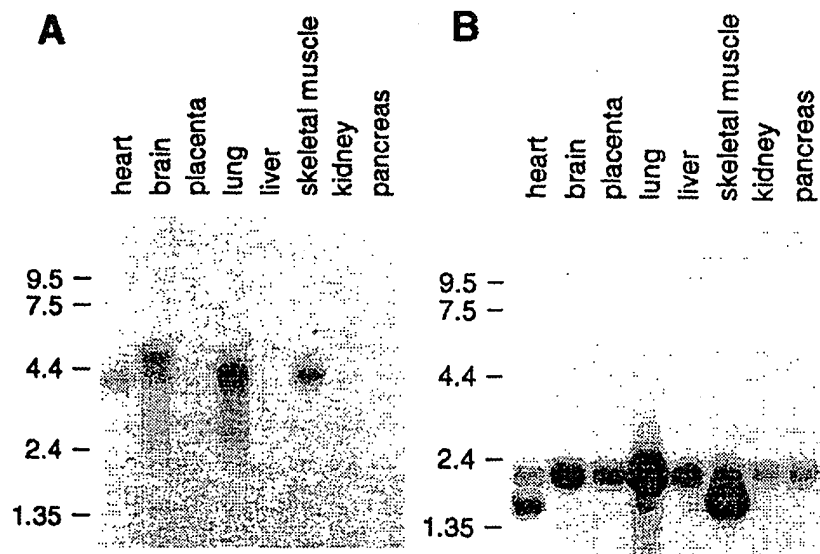 A
heart
brain
placenta
lung
liver
skeletal muscle
kidney
pancreas
9.5
7.5
4.4
2.4
1.35
B
heart
brain
placenta
lung
liver
skeletal muscle
kidney
pancreas
9.5
7.5
4.4
2.4
1.35